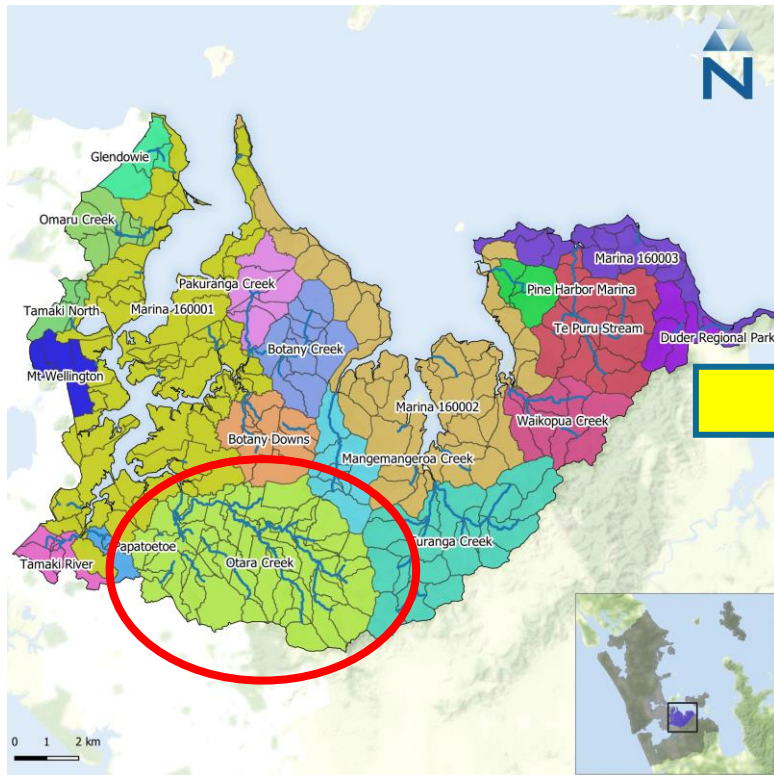 N
Glendowie
Omaru Creek
Pakuranga Creek
Marina 160003
Tamaki North
Marina 160001
Pine Harbor Marina
Te Puru Stream
Duder Regional Park
Mt Wellington
Botany Creek
Marina 160002
Botany Downs
Waikopua Creek
Mangemangeroa Creek
Papatoetoe
Turanga Creek
Tamaki River
Otara Creek
0 1 2 km